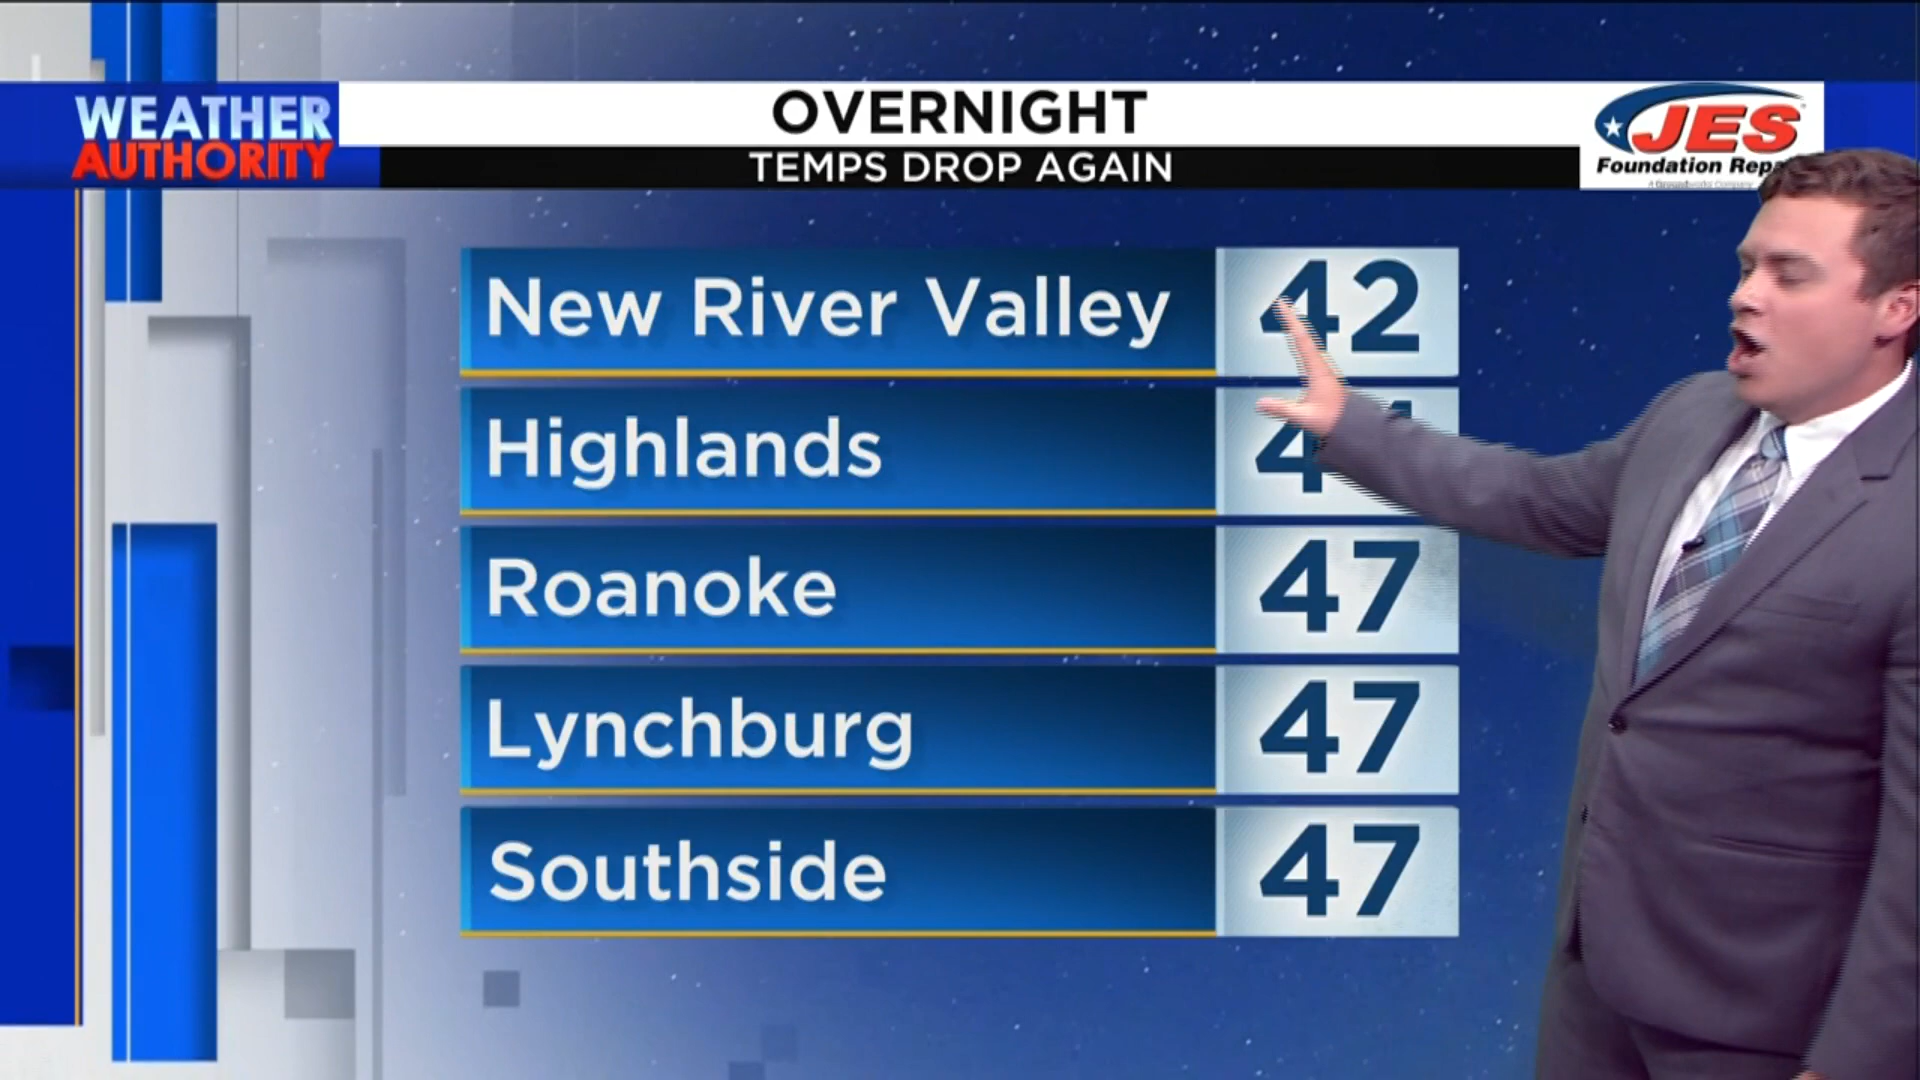 WEATHER
AUTHORITY
OVERNIGHT
TEMPS DROP AGAIN
JES
Foundation
New River Valley 42
Highlands
Roanoke 47
Lynchburg 47
Southside 47